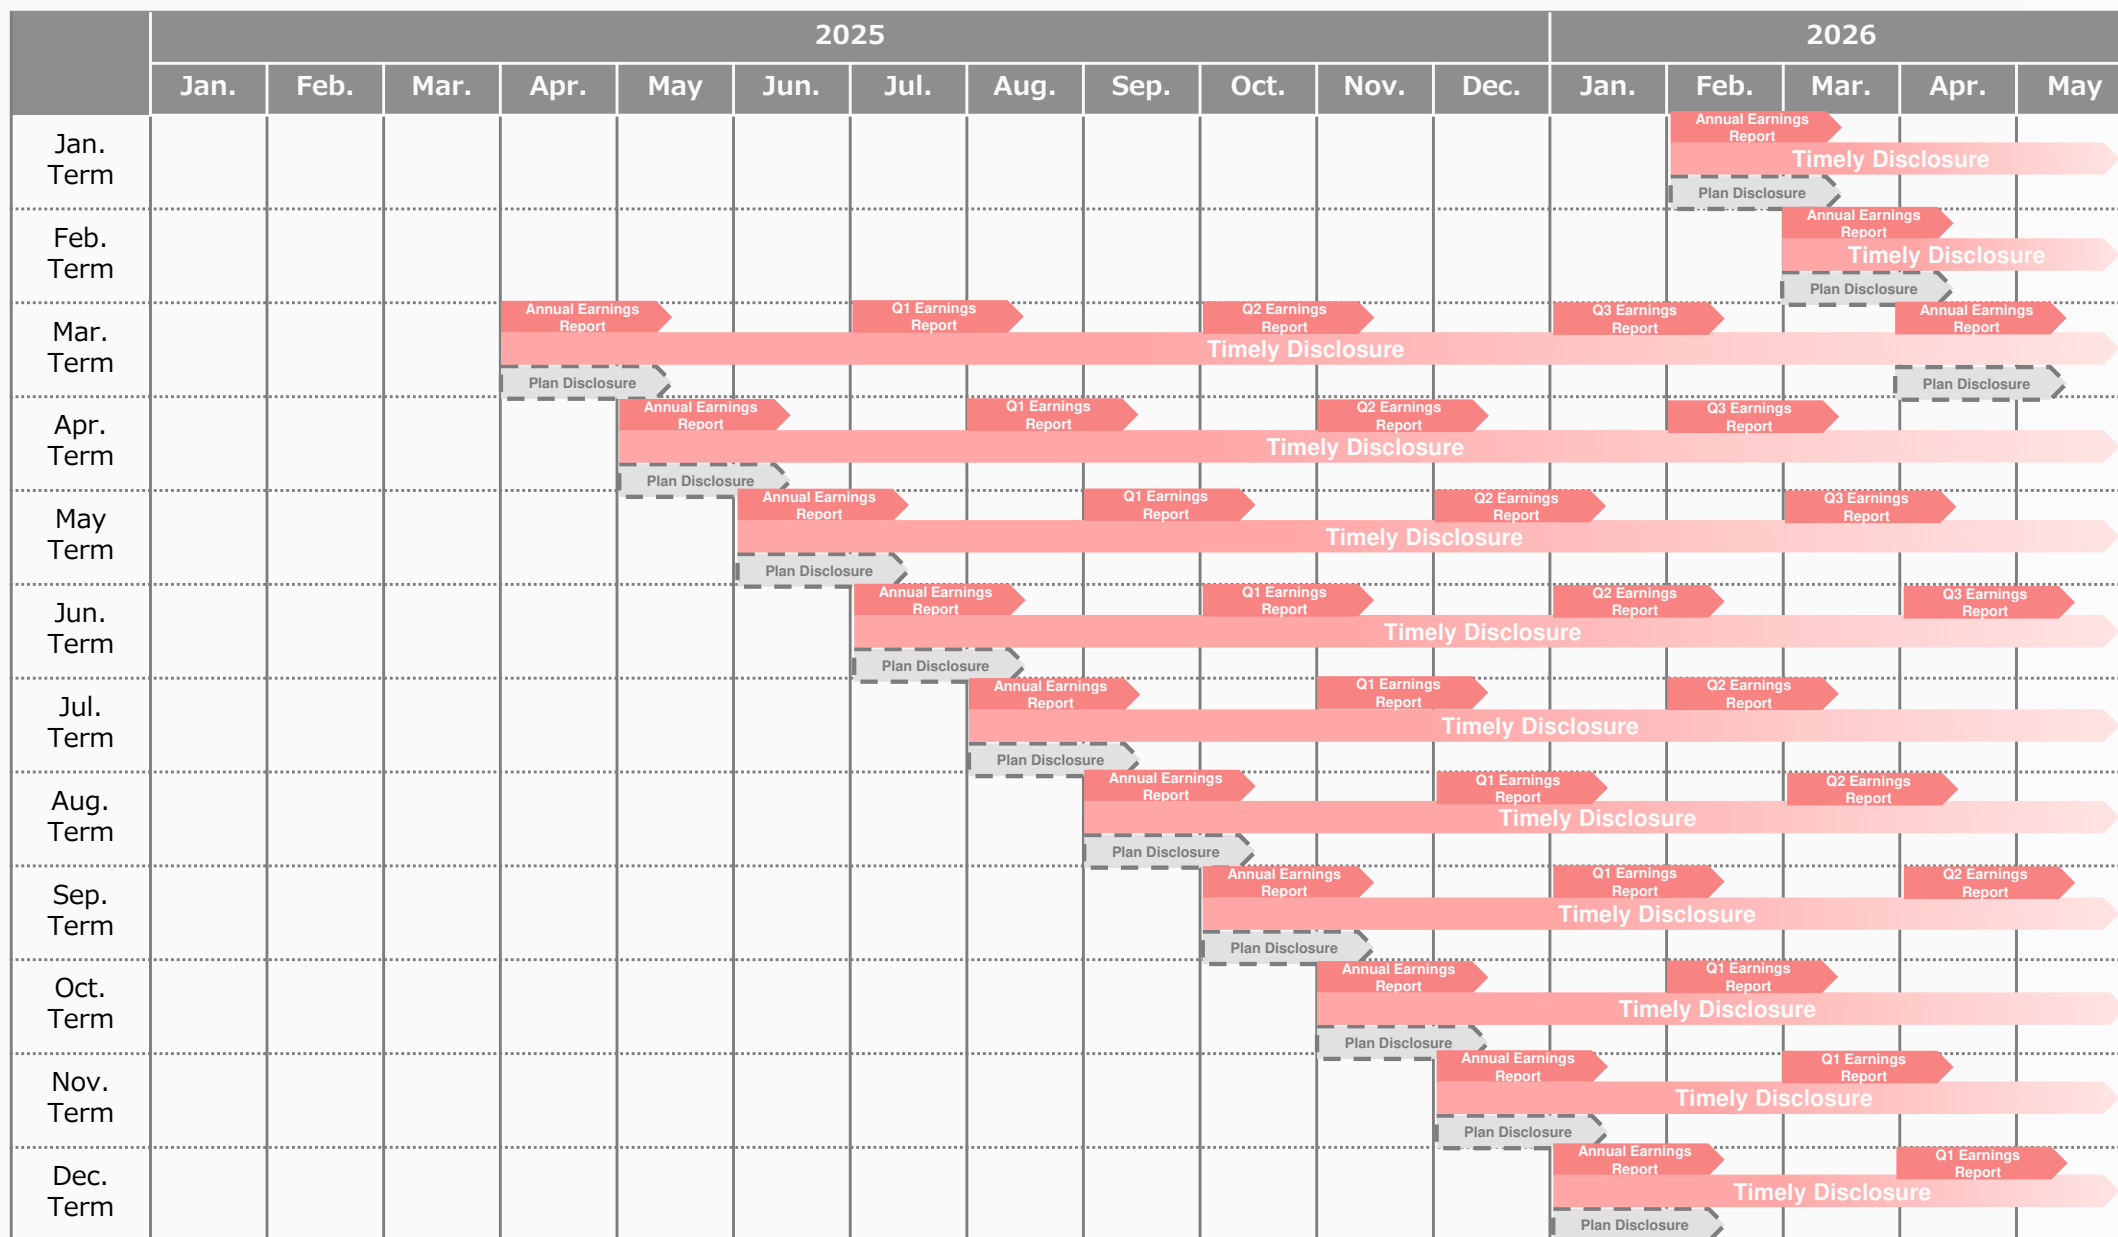 2025
2026
Jan.
Feb.
Mar.
Apr.
May
Jun.
Jul.
Aug.
Sep.
Oct.
Nov.
Dec.
Jan.
Feb.
Mar.
Apr.
May
Jan.
Term
Annual Earnings
Report
Timely Disclosure
Plan Disclosure
Feb.
Term
Annual Earnings
Report
Timely Disclosure
Plan Disclosure
Mar.
Term
Annual Earnings
Report
Q1 Earnings
Report
Q2 Earnings
Report
Q3 Earnings
Report
Annual Earnings
Report
Timely Disclosure
Plan Disclosure
Plan Disclosure
Apr.
Term
Annual Earnings
Report
Q1 Earnings
Report
Q2 Earnings
Report
Q3 Earnings
Report
Timely Disclosure
Plan Disclosure
May
Term
Annual Earnings
Report
Q1 Earnings
Report
Q2 Earnings
Report
Q3 Earnings
Report
Timely Disclosure
Plan Disclosure
Jun.
Term
Annual Earnings
Report
Q1 Earnings
Report
Q2 Earnings
Report
Q3 Earnings
Report
Timely Disclosure
Plan Disclosure
Jul.
Term
Annual Earnings
Report
Q1 Earnings
Report
Q2 Earnings
Report
Timely Disclosure
Plan Disclosure
Aug.
Term
Annual Earnings
Report
Q1 Earnings
Report
Q2 Earnings
Report
Timely Disclosure
Plan Disclosure
Sep.
Term
Annual Earnings
Report
Q1 Earnings
Report
Q2 Earnings
Report
Timely Disclosure
Plan Disclosure
Oct.
Term
Annual Earnings
Report
Q1 Earnings
Report
Timely Disclosure
Plan Disclosure
Nov.
Term
Annual Earnings
Report
Q1 Earnings
Report
Timely Disclosure
Plan Disclosure
Dec.
Term
Annual Earnings
Report
Q1 Earnings
Report
Timely Disclosure
Plan Disclosure